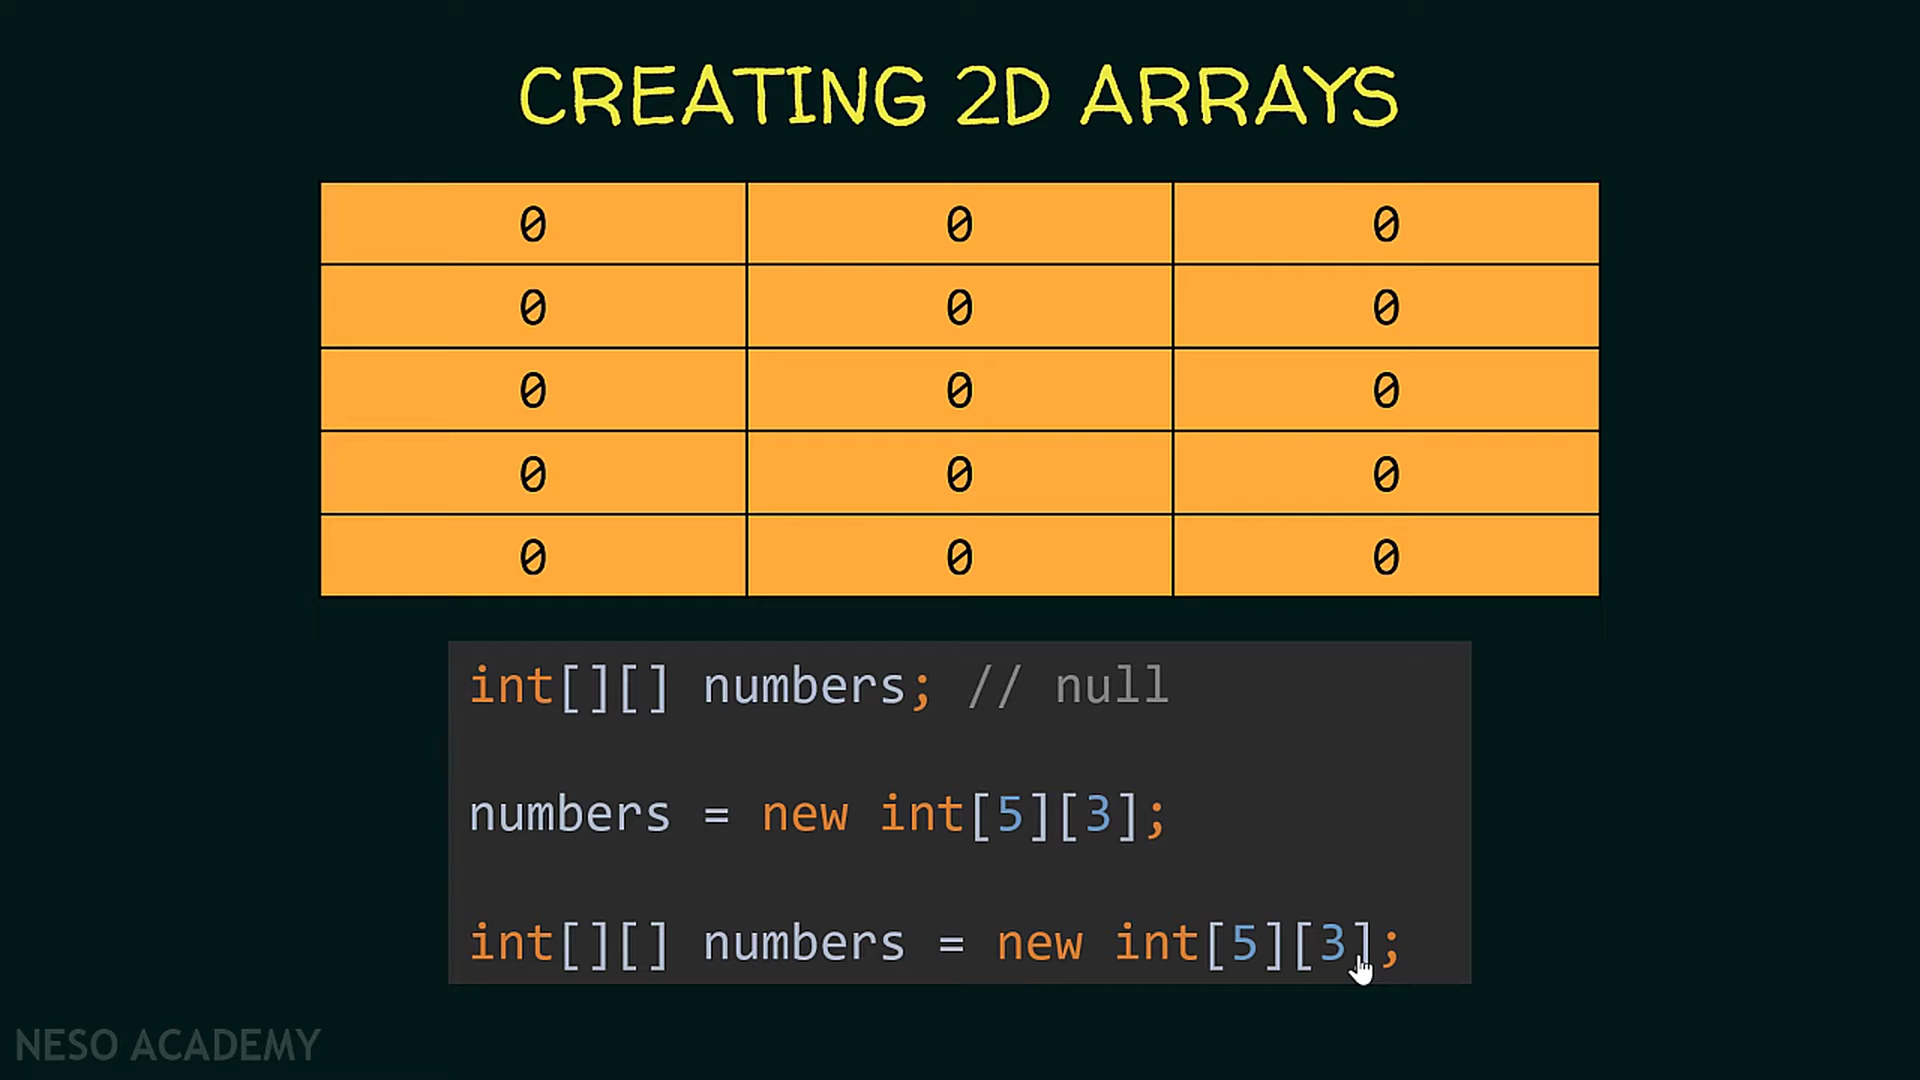 CREATING 2D ARRAYS
0 0 0
0 0 0
0 0 0
0 0 0
0 0 0
int[][] numbers; // null
numbers = new int[5][3];
int[][] numbers = new int[5][3];
NESO ACADEMY